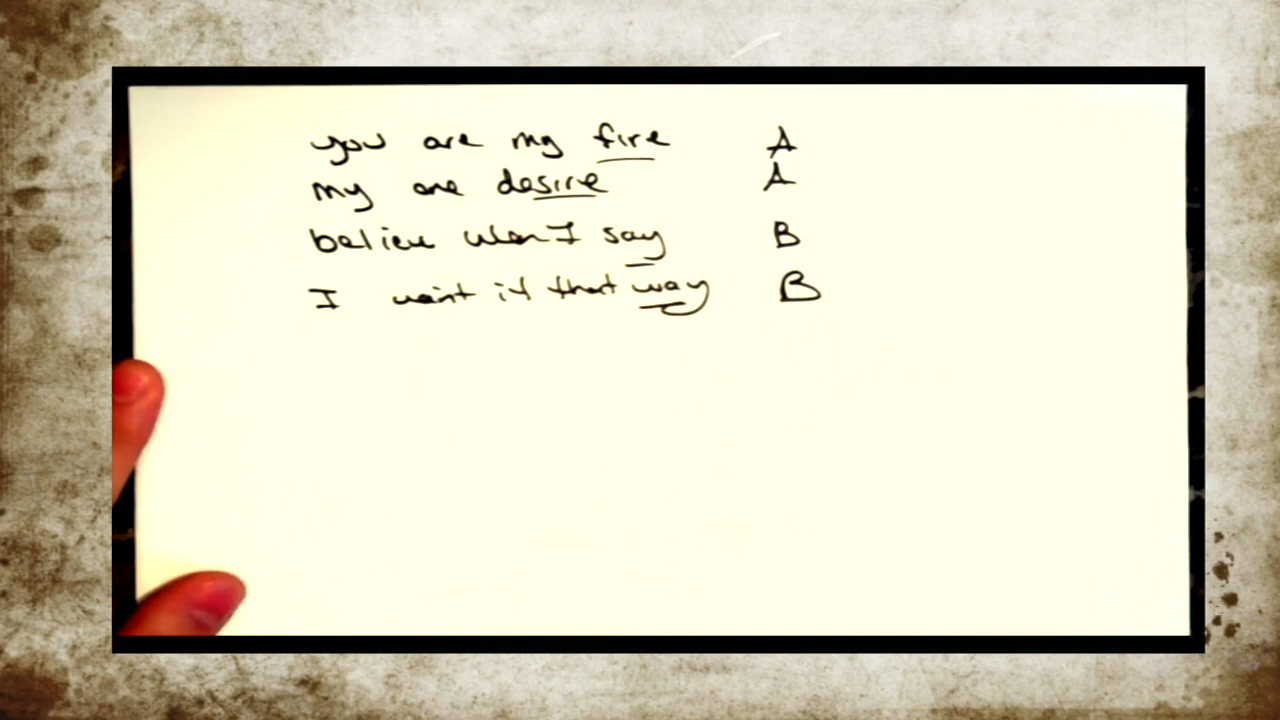 you are my fire A
my one desire A
believe when I say B
I want it that way B